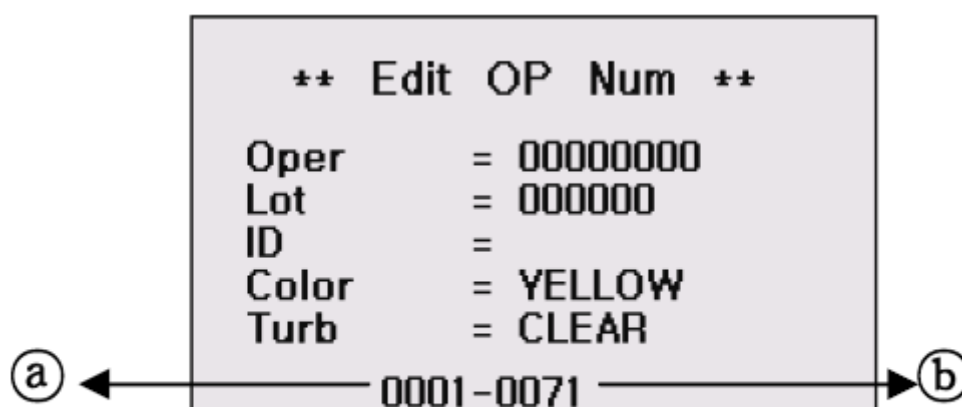 ** Edit OP Num **
Oper = 00000000
Lot = 000000
ID =
Color = YELLOW
Turb = CLEAR
ⓐ 0001-0071 ⓑ